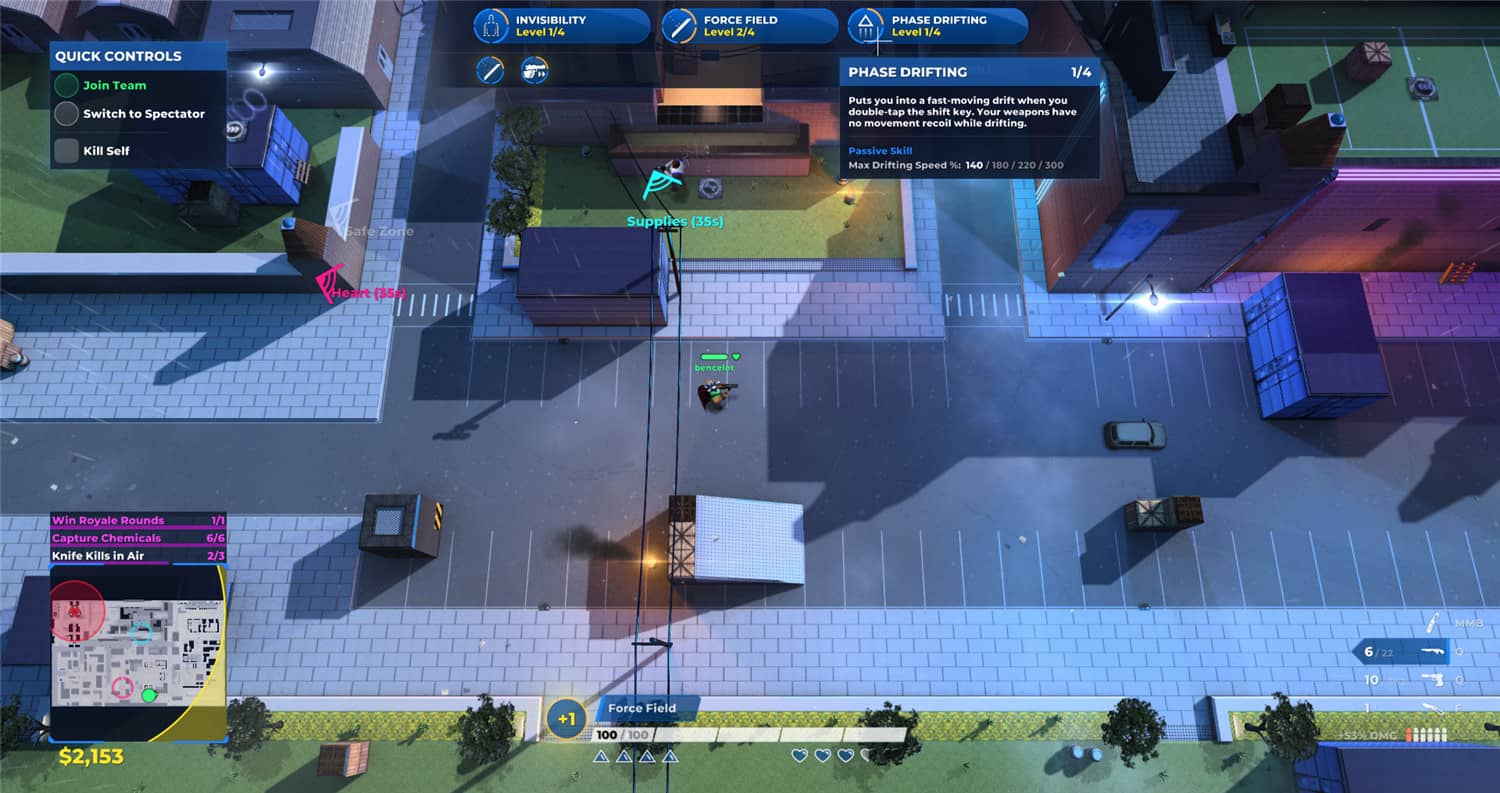 INVISIBILITY
Level 1/4
FORCE FIELD
Level 2/4
PHASE DRIFTING
Level 1/4
QUICK CONTROLS
Join Team
Switch to Spectator
Kill Self
PHASE DRIFTING 1/4
Puts you into a fast-moving drift when you
double-tap the shift key. Your weapons have
no movement recoil while drifting.
Passive Skill
Max Drifting Speed %: 140 / 180 / 220 / 300
Supplies (35s)
Safe Zone
Heart (35s)
bencelot
Win Royale Rounds 1/1
Capture Chemicals 6/6
Knife Kills in Air 2/3
MMB
6 / 22 Q
10 Q
1 F
+53% DMG
+1
Force Field
100 / 100
$2,153